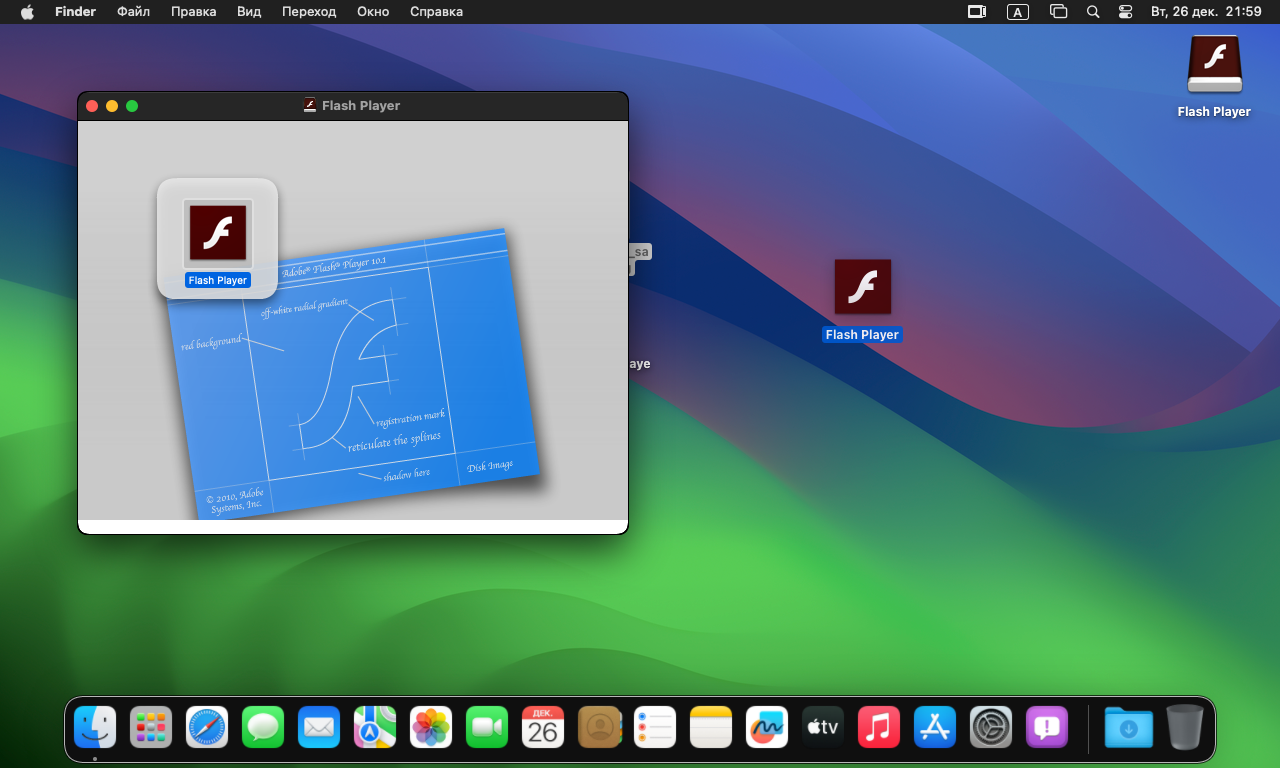 Finder Файл Правка Вид Переход Окно Справка A Вт, 26 дек. 21:59
Flash Player
Flash Player
Flash Player
Adobe® Flash® Player 10.1
off-white radial gradient
red background
registration mark
reticulate the splines
shadow here
Disk Image
© 2010, Adobe
Systems, Inc.
_sa
aye
Flash Player
ДЕК.
26
tv